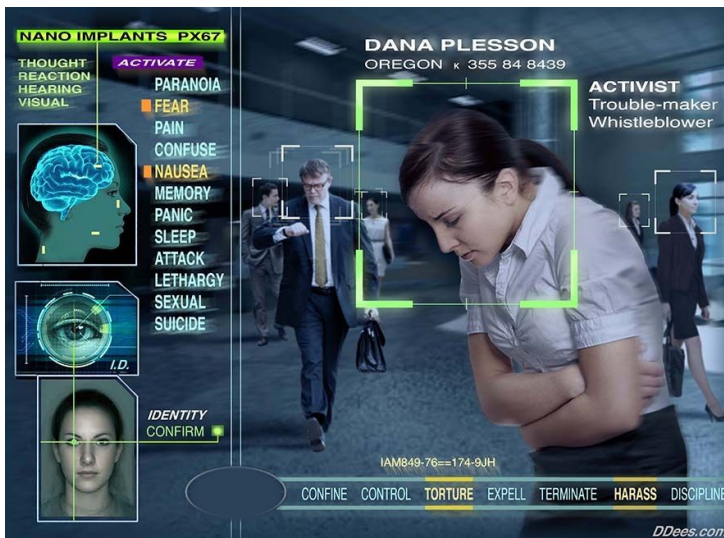 NANO IMPLANTS PX67
THOUGHT
REACTION
HEARING
VISUAL
ACTIVATE
PARANOIA
FEAR
PAIN
CONFUSE
NAUSEA
MEMORY
PANIC
SLEEP
ATTACK
LETHARGY
SEXUAL
SUICIDE
I.D.
IDENTITY
CONFIRM
DANA PLESSON
OREGON K 355 84 8439
ACTIVIST
Trouble-maker
Whistleblower
IAM849-76==174-9JH
CONFINE CONTROL TORTURE EXPELL TERMINATE HARASS DISCIPLINE
DDees.com